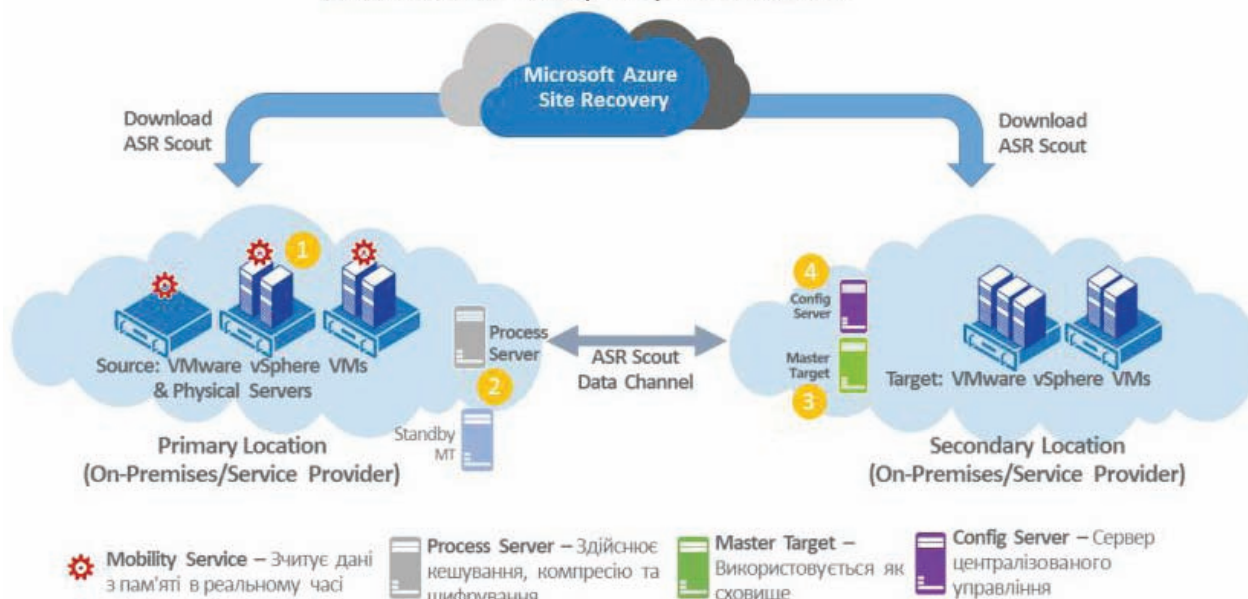 Microsoft Azure
Site Recovery
Download
ASR Scout
Download
ASR Scout
1
4
Config
Server
Process
Server
ASR Scout
Data Channel
Master
Target
Source: VMware vSphere VMs
& Physical Servers
2
3
Target: VMware vSphere VMs
Standby
MT
Primary Location
(On-Premises/Service Provider)
Secondary Location
(On-Premises/Service Provider)
Mobility Service – Зчитує дані
з пам'яті в реальному часі
Process Server – Здійснює
кешування, компресію та
шифрування
Master Target –
Використовується як
сховище
Config Server – Сервер
централізованого
управління